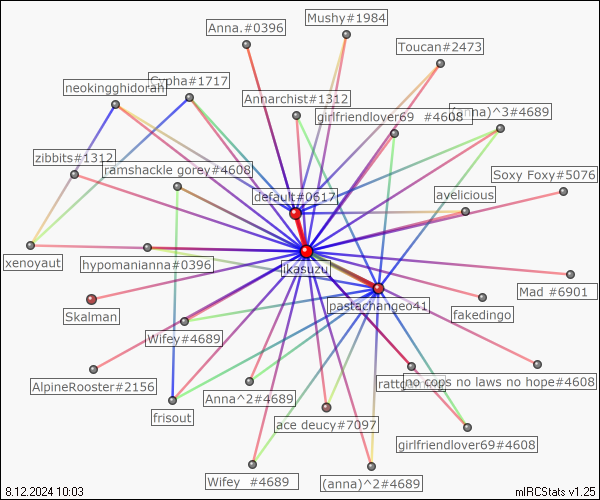 Mushy#1984
Anna.#0396
Toucan#2473
Cypha#1717
neokingghidorah
Annarchist#1312
(anna)^3#4689
girlfriendlover69 #4608
zibbits#1312
ramshackle gorey#4608
Soxy Foxy#5076
default#0617
avelicious
xenoyaut
hypomanianna#0396
ikasuzu
Mad #6901
pastachangeo41
Skalman
fakedingo
Wifey#4689
AlpineRooster#2156
no cops no laws no hope#4608
Anna^2#4689
frisout
ace deucy#7097
girlfriendlover69#4608
Wifey #4689
(anna)^2#4689
8.12.2024 10:03
mIRCStats v1.25